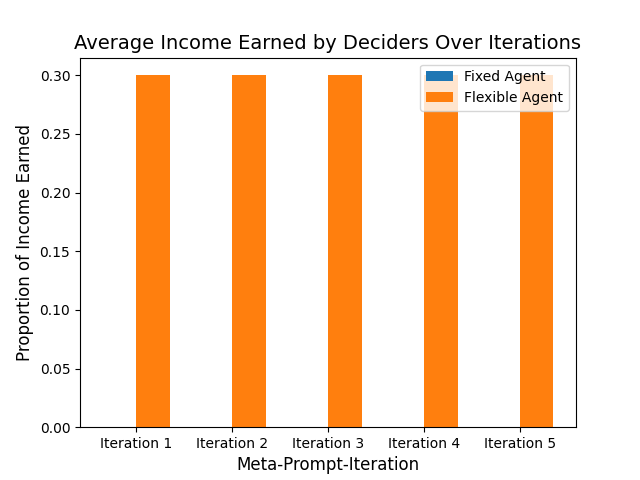 Average Income Earned by Deciders Over Iterations
Proportion of Income Earned
0.30
0.25
0.20
0.15
0.10
0.05
0.00
Fixed Agent
Flexible Agent
Iteration 1
Iteration 2
Iteration 3
Iteration 4
Iteration 5
Meta-Prompt-Iteration